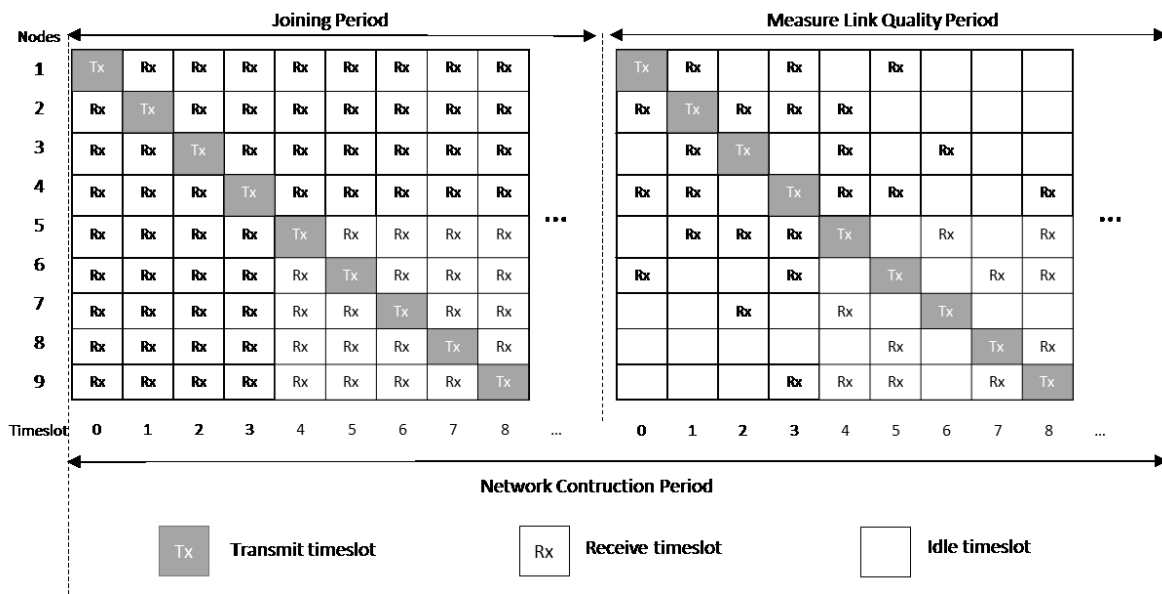 Joining Period Measure Link Quality Period
Nodes
1 Tx Rx Rx Rx Rx Rx Rx Rx Rx Tx Rx Rx Rx
2 Rx Tx Rx Rx Rx Rx Rx Rx Rx Rx Tx Rx Rx Rx
3 Rx Rx Tx Rx Rx Rx Rx Rx Rx Rx Tx Rx Rx
4 Rx Rx Rx Tx Rx Rx Rx Rx Rx Rx Rx Tx Rx Rx Rx
... ...
5 Rx Rx Rx Rx Tx Rx Rx Rx Rx Rx Rx Rx Tx Rx Rx
6 Rx Rx Rx Rx Rx Tx Rx Rx Rx Rx Rx Tx Rx Rx
7 Rx Rx Rx Rx Rx Rx Tx Rx Rx Rx Rx Tx
8 Rx Rx Rx Rx Rx Rx Rx Tx Rx Rx Tx Rx
9 Rx Rx Rx Rx Rx Rx Rx Rx Tx Rx Rx Rx Rx Tx
Timeslot 0 1 2 3 4 5 6 7 8 ... 0 1 2 3 4 5 6 7 8 ...
Network Contruction Period
Tx Transmit timeslot Rx Receive timeslot Idle timeslot